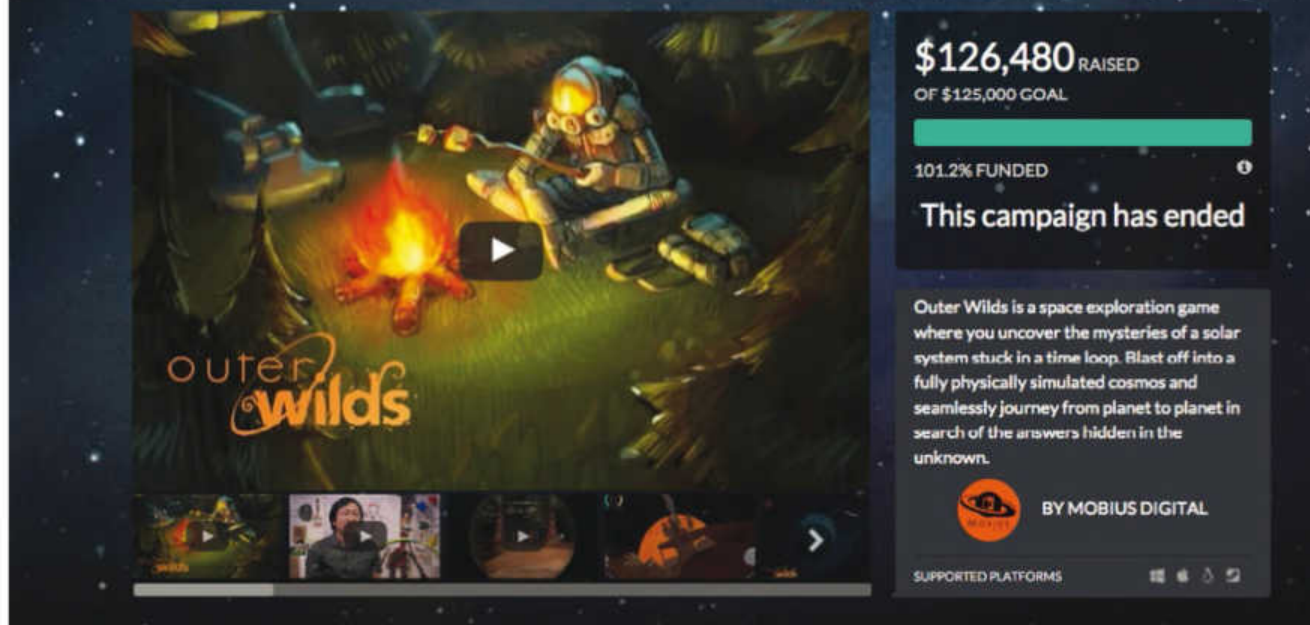 $126,480 RAISED
OF $125,000 GOAL
101.2% FUNDED
This campaign has ended
outer
wilds
Outer Wilds is a space exploration game
where you uncover the mysteries of a solar
system stuck in a time loop. Blast off into a
fully physically simulated cosmos and
seamlessly journey from planet to planet in
search of the answers hidden in the
unknown.
MOBIUS
BY MOBIUS DIGITAL
wilds
SUPPORTED PLATFORMS